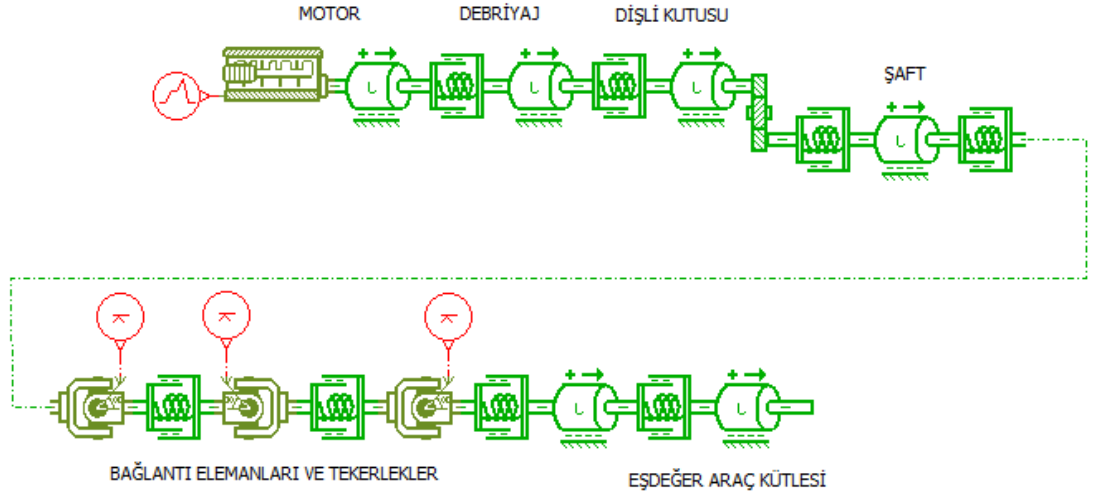 MOTOR
DEBRİYAJ
DİŞLİ KUTUSU
ŞAFT
BAĞLANTI ELEMANLARI VE TEKERLEKLER
EŞDEĞER ARAÇ KÜTLESİ